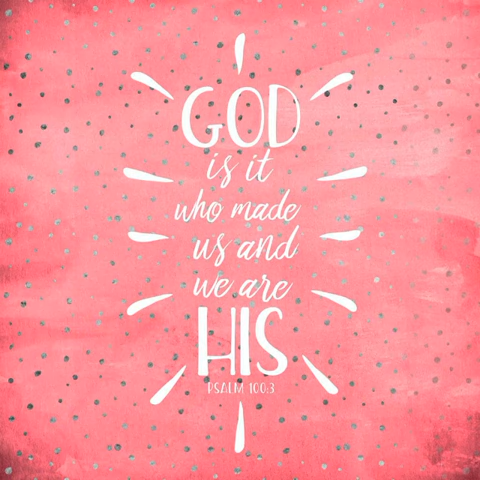 GOD
is it
who made
us and
we are
HIS
PSALM 100:3